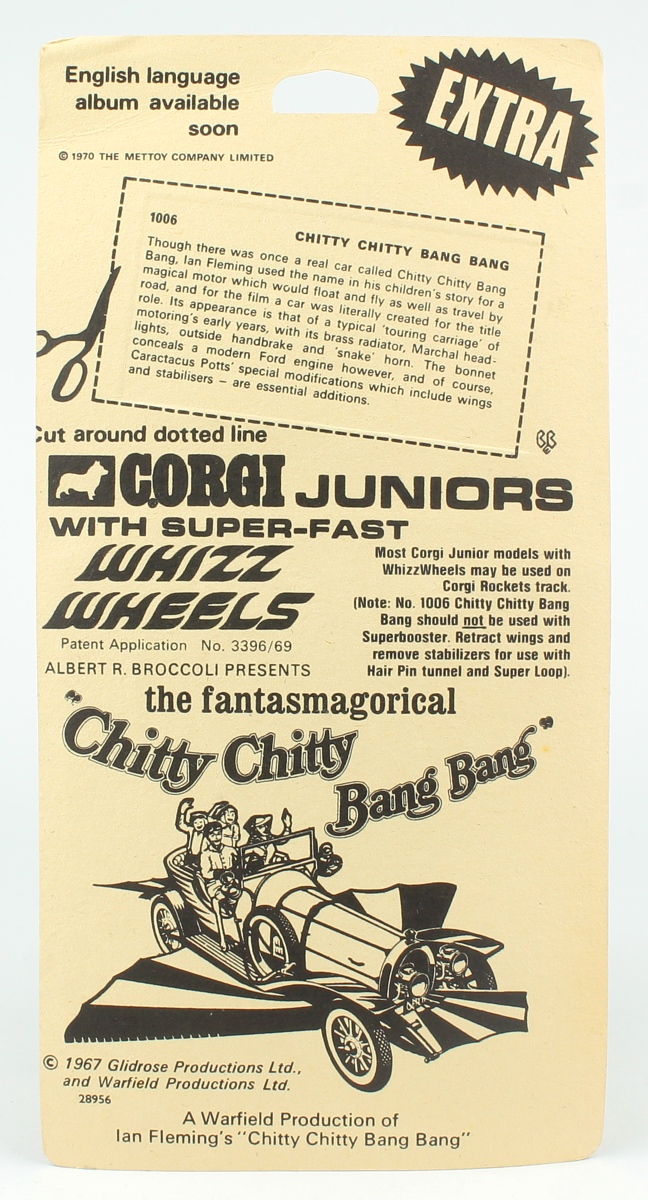 English language
album available
soon
© 1970 THE METTOY COMPANY LIMITED
EXTRA
1006
CHITTY CHITTY BANG BANG
Though there was once a real car called Chitty Chitty Bang
Bang, Ian Fleming used the name in his children's story for a
magical motor which would float and fly as well as travel by
road, and for the film a car was literally created for the title
role. Its appearance is that of a typical 'touring carriage' of
motoring's early years, with its brass radiator, Marchal head-
lights, outside handbrake and 'snake' horn. The bonnet
conceals a modern Ford engine however, and of course,
Caractacus Potts' special modifications which include wings
and stabilisers – are essential additions.
Cut around dotted line
CORGI JUNIORS
WITH SUPER-FAST
WHIZZ
WHEELS
Patent Application No. 3396/69
Most Corgi Junior models with
WhizzWheels may be used on
Corgi Rockets track.
(Note: No. 1006 Chitty Chitty Bang
Bang should not be used with
Superbooster. Retract wings and
remove stabilizers for use with
Hair Pin tunnel and Super Loop).
ALBERT R. BROCCOLI PRESENTS
the fantasmagorical
"Chitty Chitty
Bang Bang"
© 1967 Glidrose Productions Ltd.,
and Warfield Productions Ltd.
28956
A Warfield Production of
Ian Fleming's "Chitty Chitty Bang Bang"